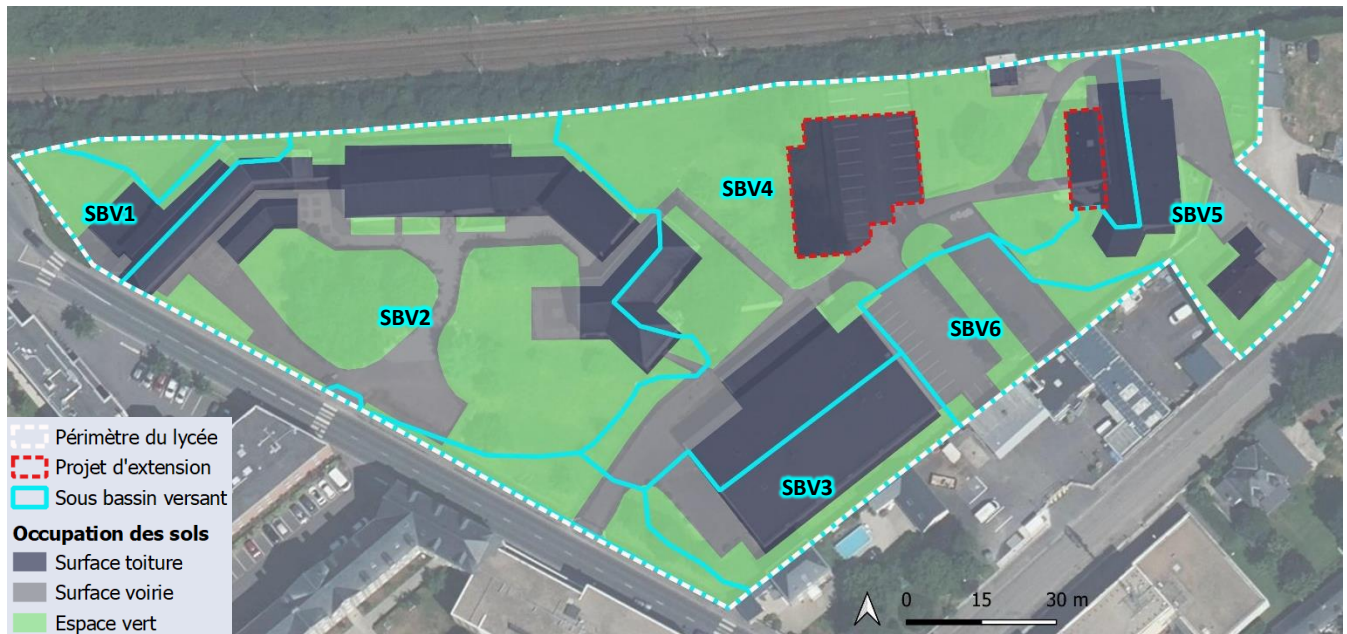 SBV1
SBV2
SBV3
SBV4
SBV5
SBV6
Périmètre du lycée
Projet d'extension
Sous bassin versant
Occupation des sols
Surface toiture
Surface voirie
Espace vert
0 15 30 m